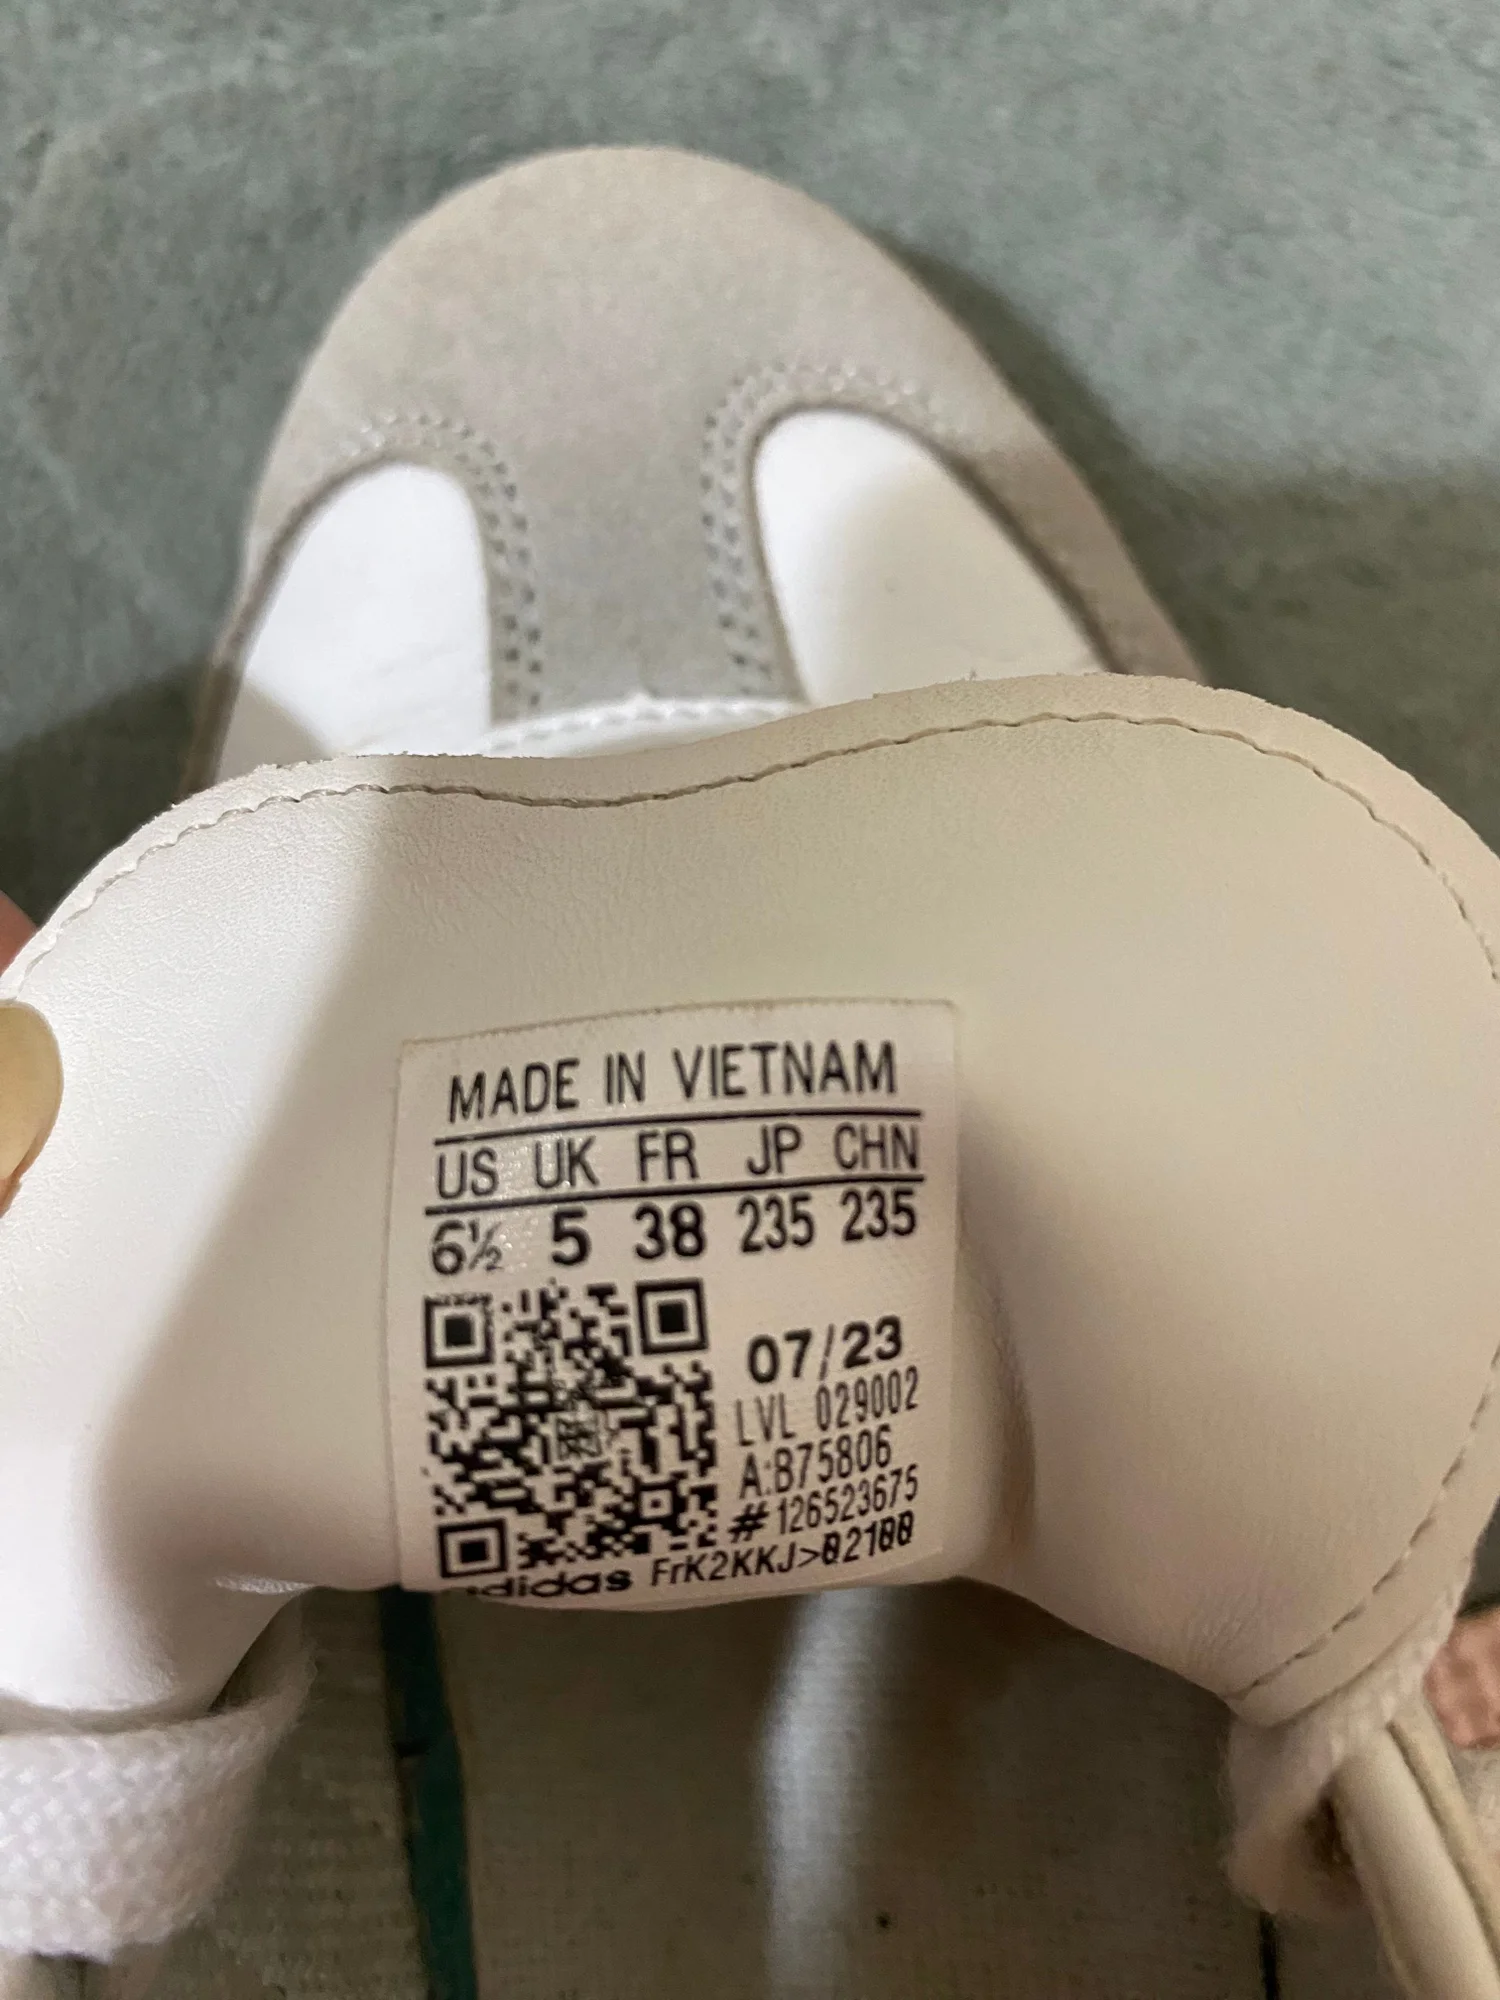 MADE IN VIETNAM
US UK FR JP CHN
6½ 5 38 235 235
07/23
LVL 029002
A:B75806
# 126523675
adidas FrK2KKJ>02100